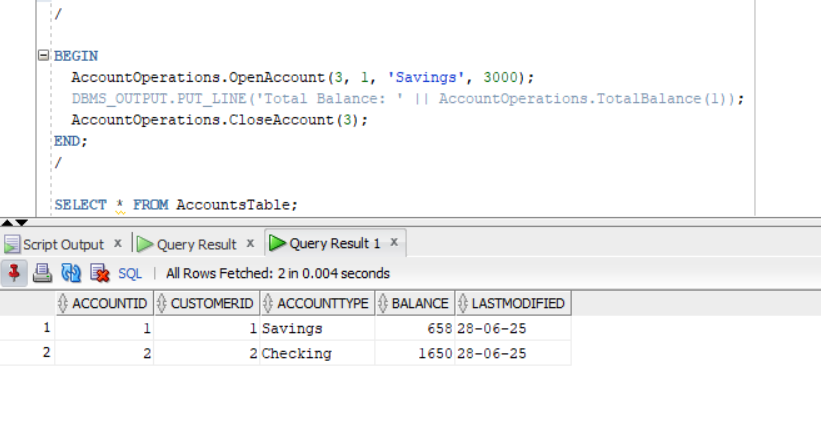 /
BEGIN
AccountOperations.OpenAccount(3, 1, 'Savings', 3000);
DBMS_OUTPUT.PUT_LINE('Total Balance: ' || AccountOperations.TotalBalance(1));
AccountOperations.CloseAccount(3);
END;
/
SELECT * FROM AccountsTable;
Script Output x Query Result x Query Result 1 x
SQL | All Rows Fetched: 2 in 0.004 seconds
ACCOUNTID CUSTOMERID ACCOUNTTYPE BALANCE LASTMODIFIED
1 1 1 Savings 658 28-06-25
2 2 2 Checking 1650 28-06-25